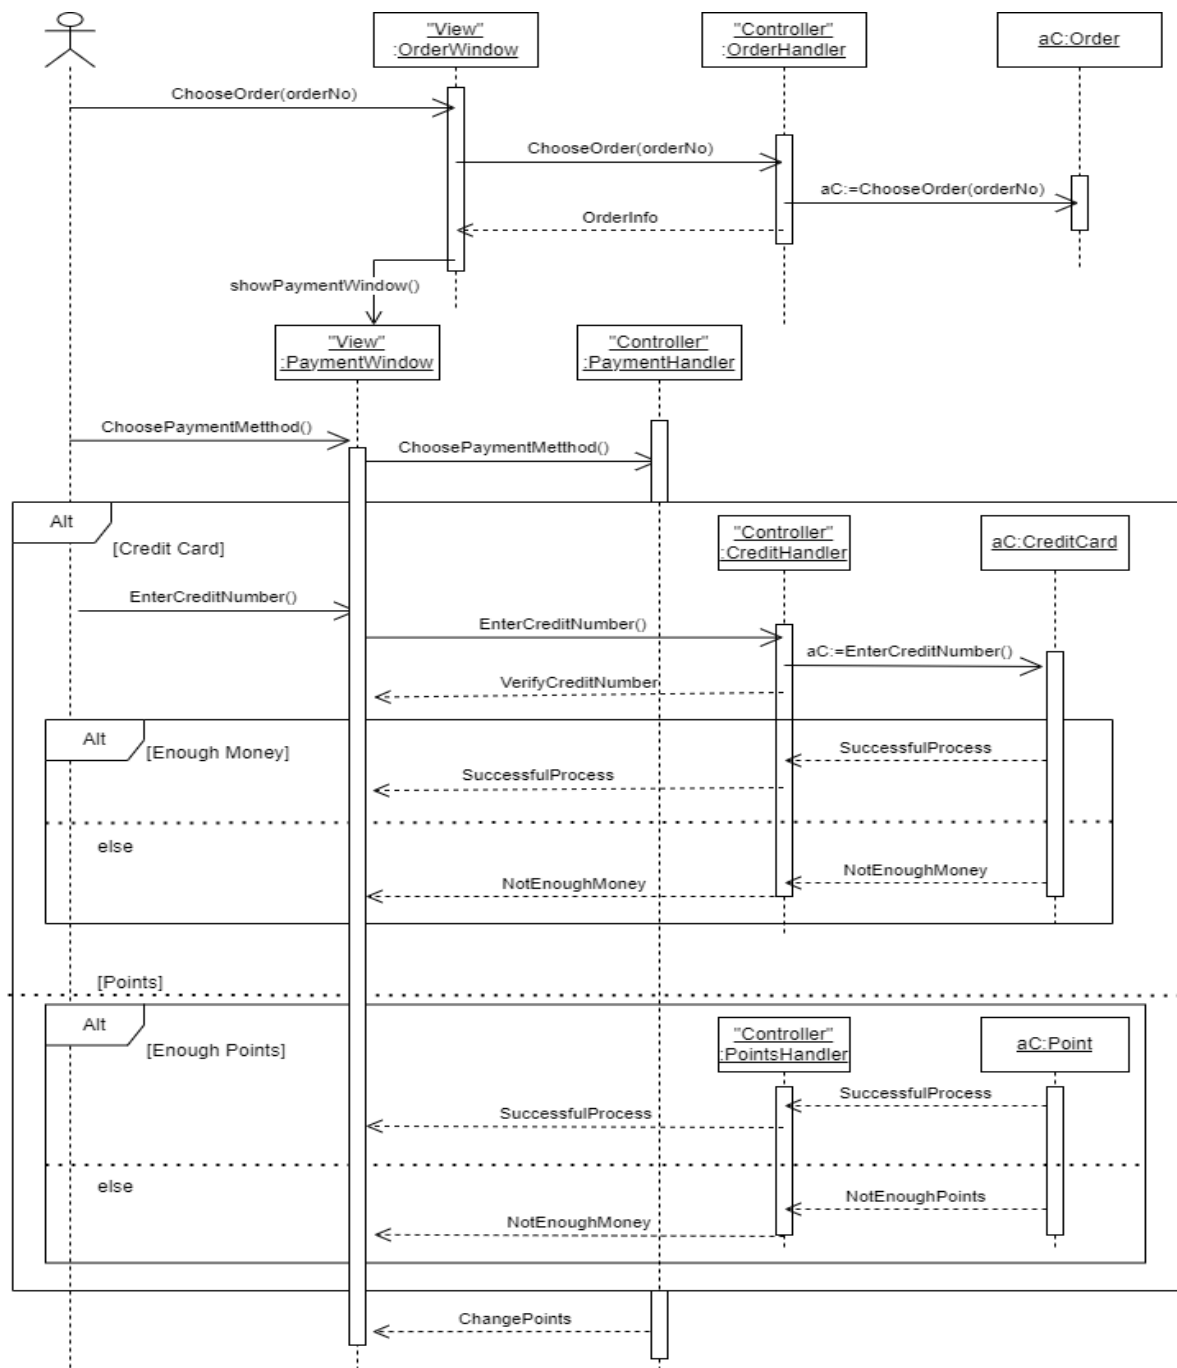 "View"
:OrderWindow
"Controller"
:OrderHandler
aC:Order
ChooseOrder(orderNo)
ChooseOrder(orderNo)
aC:=ChooseOrder(orderNo)
OrderInfo
showPaymentWindow()
"View"
:PaymentWindow
"Controller"
:PaymentHandler
ChoosePaymentMetthod()
ChoosePaymentMetthod()
Alt
[Credit Card]
"Controller"
:CreditHandler
aC:CreditCard
EnterCreditNumber()
EnterCreditNumber()
aC:=EnterCreditNumber()
VerifyCreditNumber
Alt
[Enough Money]
SuccessfulProcess
SuccessfulProcess
else
NotEnoughMoney
NotEnoughMoney
[Points]
Alt
[Enough Points]
"Controller"
:PointsHandler
aC:Point
SuccessfulProcess
SuccessfulProcess
else
NotEnoughPoints
NotEnoughMoney
ChangePoints